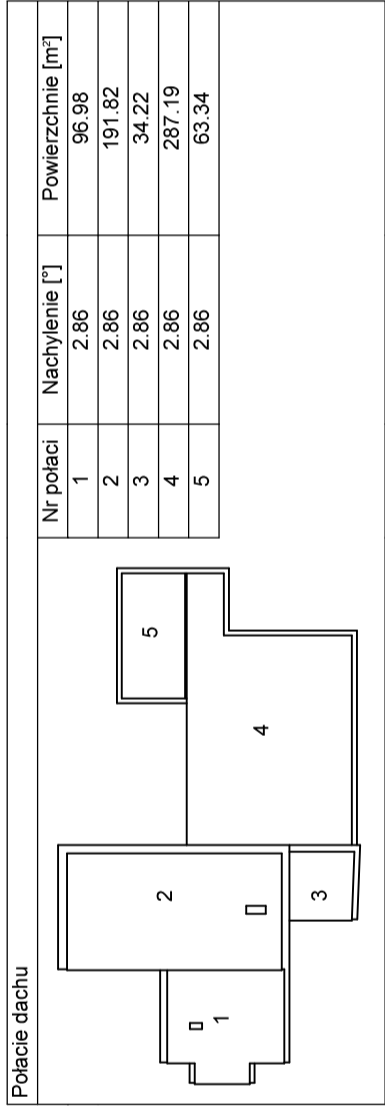 Połacie dachu
Nr połaci Nachylenie [°] Powierzchnie [m²]
1 2.86 96.98
2 2.86 191.82
3 2.86 34.22
4 2.86 287.19
5 2.86 63.34
5
4
2
3
1